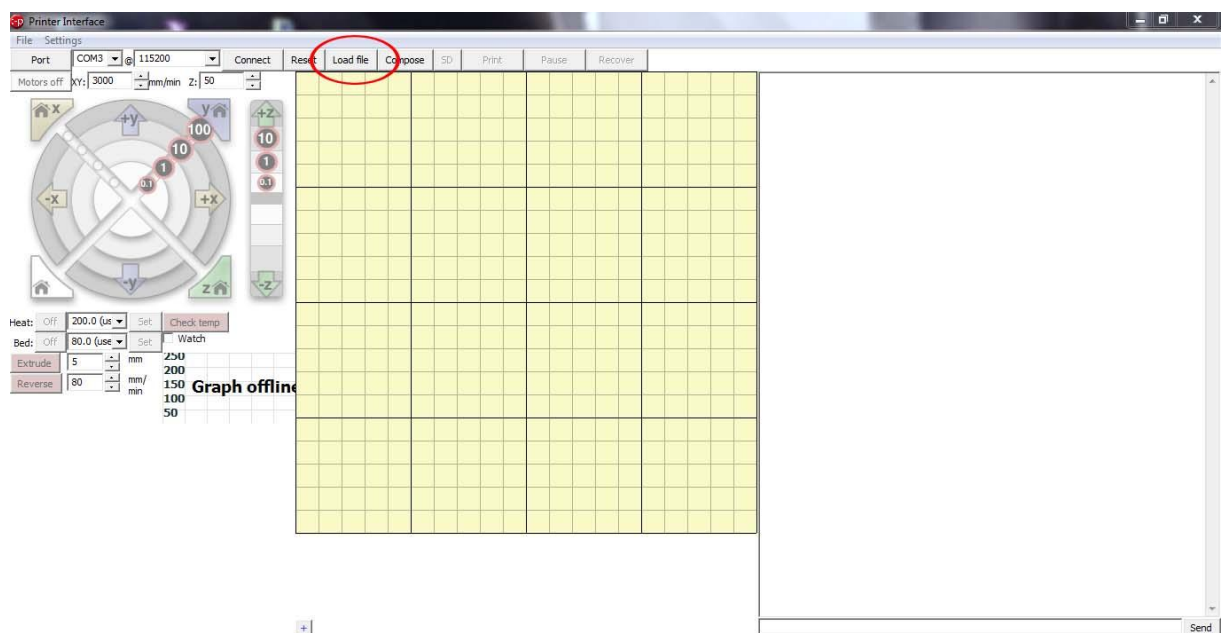 Printer Interface
File Settings
Port COM3 @ 115200 Connect Reset Load file Compose SD Print Pause Recover
Motors off XY: 3000 mm/min Z: 50
x +y y +z
100 10
10 1
1 0.1
0.1
-x +x
-y z -z
Heat: Off 200.0 (us Set Check temp
Bed: Off 80.0 (use Set Watch
Extrude 5 mm 250
200
Reverse 80 mm/ min 150 Graph offline
100
50
+ Send